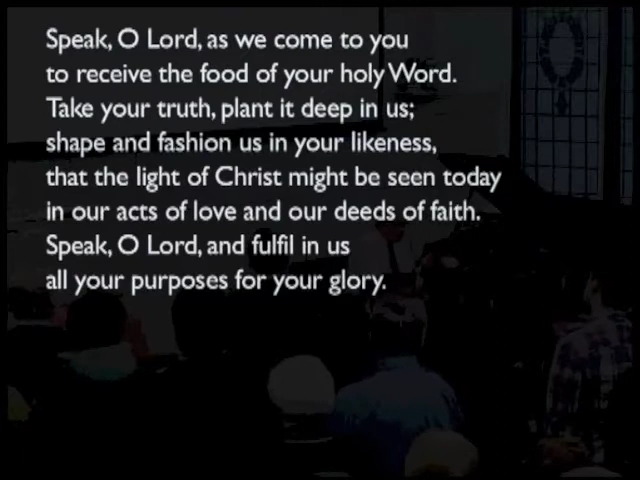 Speak, O Lord, as we come to you
to receive the food of your holy Word.
Take your truth, plant it deep in us;
shape and fashion us in your likeness,
that the light of Christ might be seen today
in our acts of love and our deeds of faith.
Speak, O Lord, and fulfil in us
all your purposes for your glory.